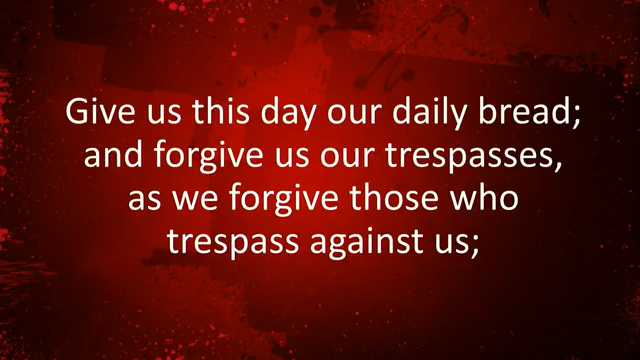 Give us this day our daily bread;
and forgive us our trespasses,
as we forgive those who
trespass against us;